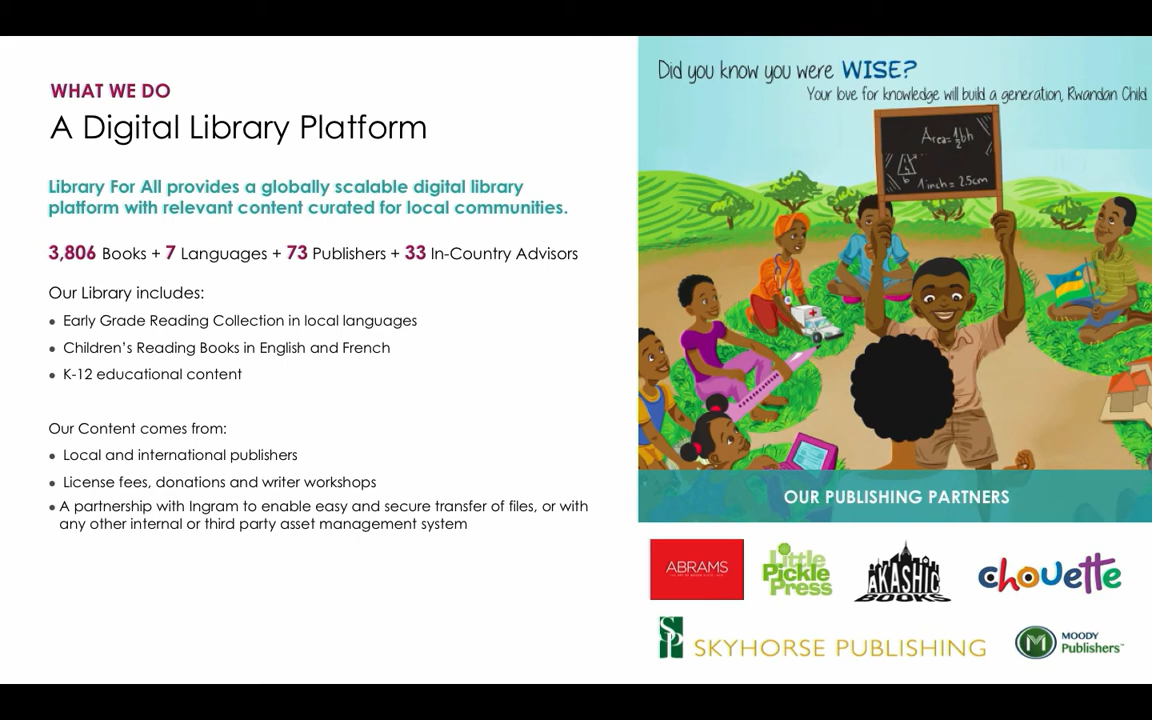 WHAT WE DO
A Digital Library Platform
Library For All provides a globally scalable digital library
platform with relevant content curated for local communities.
3,806 Books + 7 Languages + 73 Publishers + 33 In-Country Advisors
Our Library includes:
• Early Grade Reading Collection in local languages
• Children's Reading Books in English and French
• K-12 educational content
Our Content comes from:
• Local and international publishers
• License fees, donations and writer workshops
• A partnership with Ingram to enable easy and secure transfer of files, or with
any other internal or third party asset management system
Did you know you were WISE?
Your love for knowledge will build a generation, Rwandan Child
Area=½bh
b
1 inch = 2.5cm
OUR PUBLISHING PARTNERS
ABRAMS
Little
Pickle
Press
AKASHIC
BOOKS
chouette
SKYHORSE PUBLISHING
M
MOODY
Publishers™